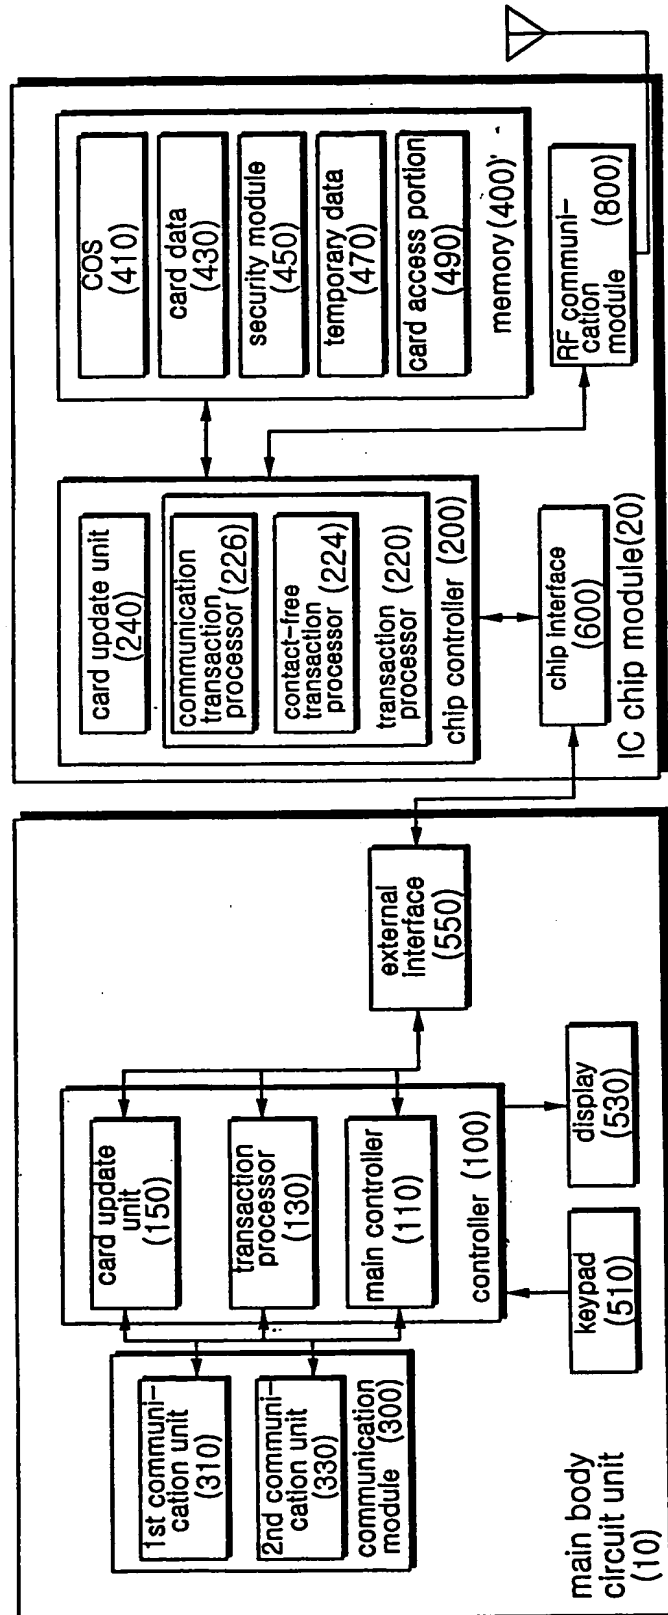 main body
circuit unit
(10)
1st communi-
cation unit
(310)
2nd communi-
cation unit
(330)
communication
module (300)
card update
unit
(150)
transaction
processor
(130)
main controller
(110)
controller (100)
keypad
(510)
display
(530)
external
interface
(550)
card update unit
(240)
communication
transaction
processor (226)
contact-free
transaction
processor (224)
transaction
processor (220)
chip controller (200)
chip interface
(600)
IC chip module(20)
COS
(410)
card data
(430)
security module
(450)
temporary data
(470)
card access portion
(490)
memory(400)
RF communi-
cation
module (800)